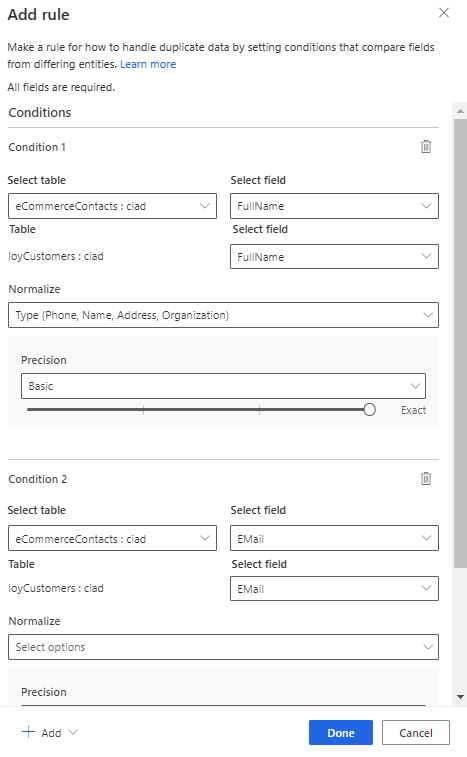 Add rule
Make a rule for how to handle duplicate data by setting conditions that compare fields
from differing entities. Learn more
All fields are required.
Conditions
Condition 1
Select table Select field
eCommerceContacts : ciad FullName
Table Select field
loyCustomers : ciad FullName
Normalize
Type (Phone, Name, Address, Organization)
Precision
Basic
Exact
Condition 2
Select table Select field
eCommerceContacts : ciad EMail
Table Select field
loyCustomers : ciad EMail
Normalize
Select options
Precision
Add Done Cancel